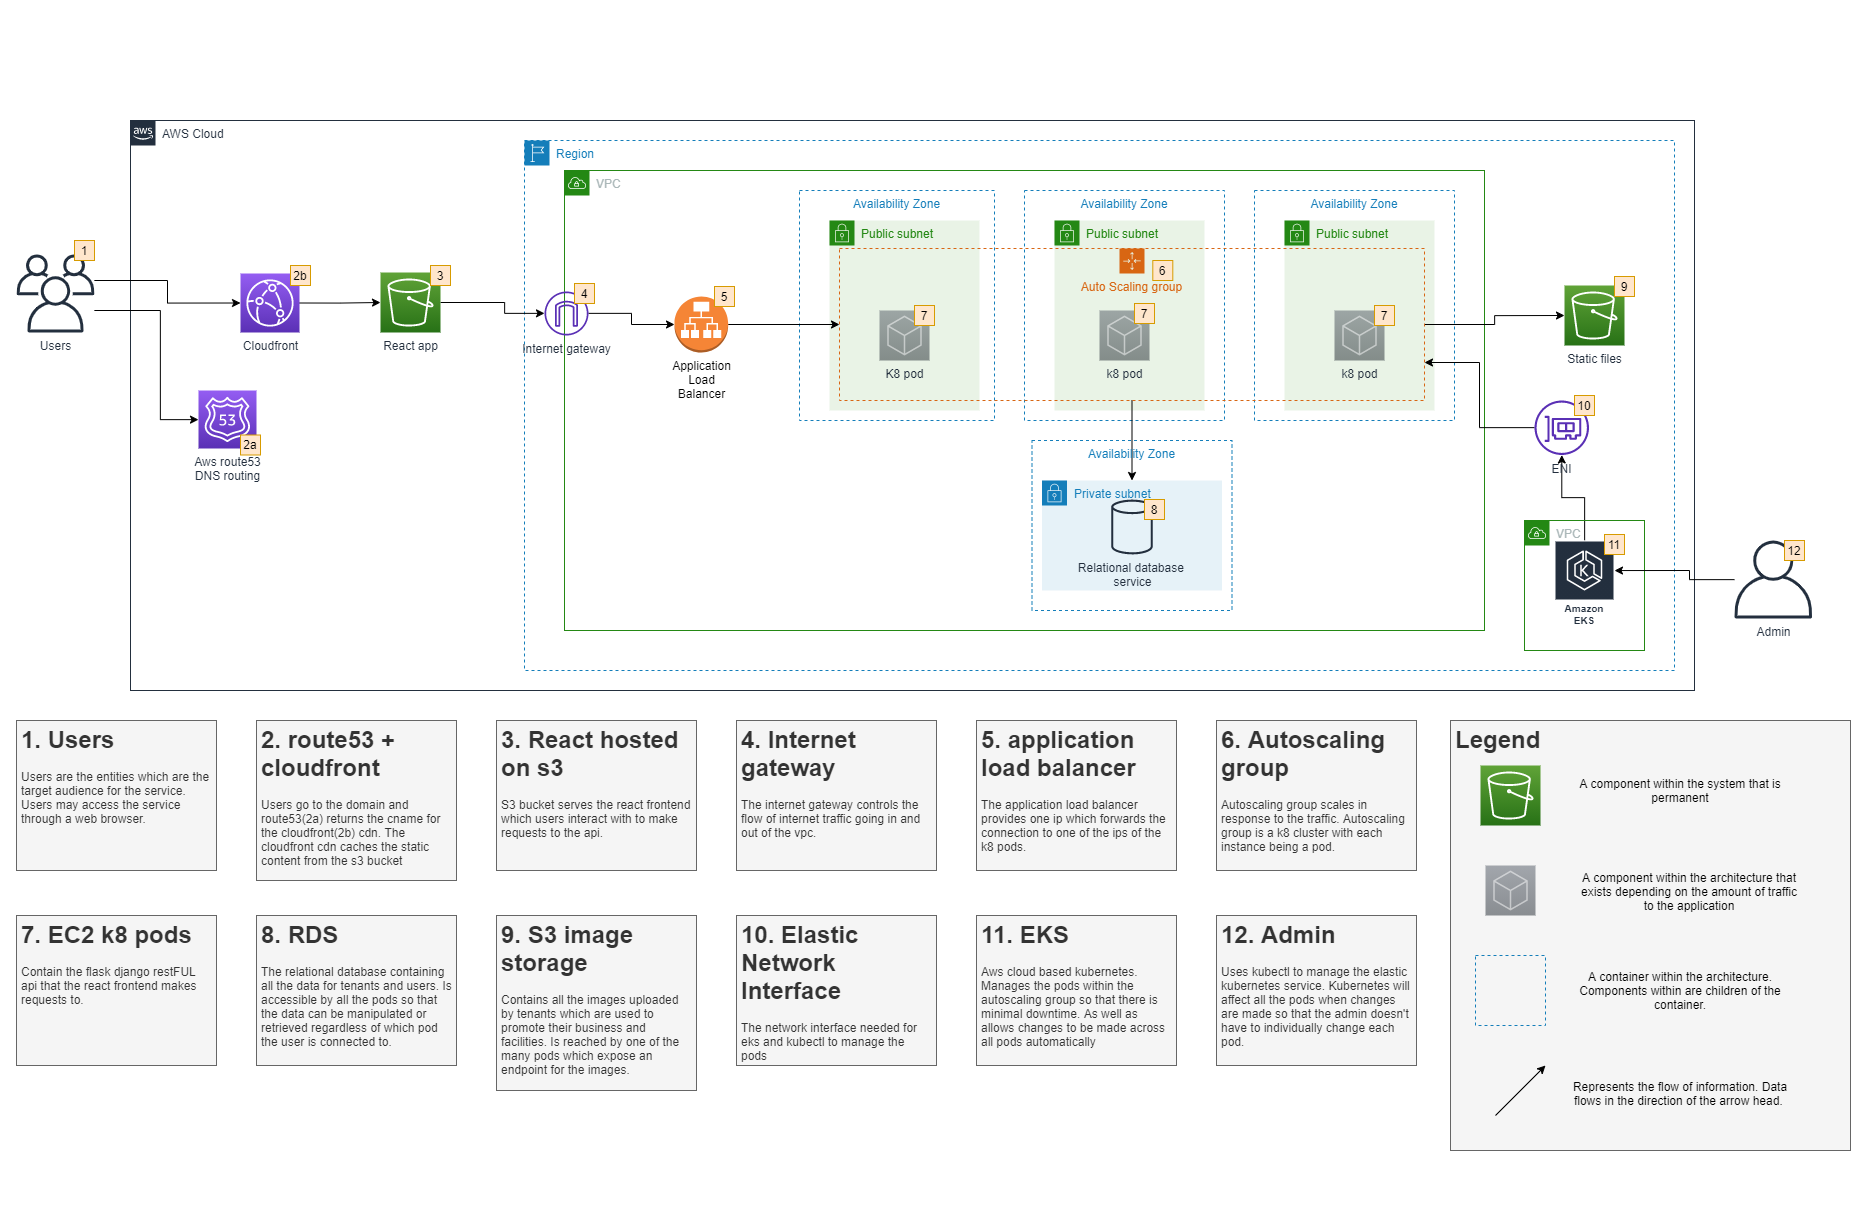 aws
AWS Cloud
Region
VPC
Availability Zone
Availability Zone
Availability Zone
Public subnet
Public subnet
Public subnet
1
Users
2b
Cloudfront
3
React app
53
2a
Aws route53
DNS routing
4
Internet gateway
5
Application
Load
Balancer
6
Auto Scaling group
7
K8 pod
7
k8 pod
7
k8 pod
9
Static files
10
ENI
Availability Zone
Private subnet
8
Relational database
service
VPC
11
K
Amazon
EKS
12
Admin
1. Users
Users are the entities which are the
target audience for the service.
Users may access the service
through a web browser.
2. route53 +
cloudfront
Users go to the domain and
route53(2a) returns the cname for
the cloudfront(2b) cdn. The
cloudfront cdn caches the static
content from the s3 bucket
3. React hosted
on s3
S3 bucket serves the react frontend
which users interact with to make
requests to the api.
4. Internet
gateway
The internet gateway controls the
flow of internet traffic going in and
out of the vpc.
5. application
load balancer
The application load balancer
provides one ip which forwards the
connection to one of the ips of the
k8 pods.
6. Autoscaling
group
Autoscaling group scales in
response to the traffic. Autoscaling
group is a k8 cluster with each
instance being a pod.
7. EC2 k8 pods
Contain the flask django restFUL
api that the react frontend makes
requests to.
8. RDS
The relational database containing
all the data for tenants and users. Is
accessible by all the pods so that
the data can be manipulated or
retrieved regardless of which pod
the user is connected to.
9. S3 image
storage
Contains all the images uploaded
by tenants which are used to
promote their business and
facilities. Is reached by one of the
many pods which expose an
endpoint for the images.
10. Elastic
Network
Interface
The network interface needed for
eks and kubectl to manage the
pods
11. EKS
Aws cloud based kubernetes.
Manages the pods within the
autoscaling group so that there is
minimal downtime. As well as
allows changes to be made across
all pods automatically
12. Admin
Uses kubectl to manage the elastic
kubernetes service. Kubernetes will
affect all the pods when changes
are made so that the admin doesn't
have to individually change each
pod.
Legend
A component within the system that is
permanent
A component within the architecture that
exists depending on the amount of traffic
to the application
A container within the architecture.
Components within are children of the
container.
Represents the flow of information. Data
flows in the direction of the arrow head.